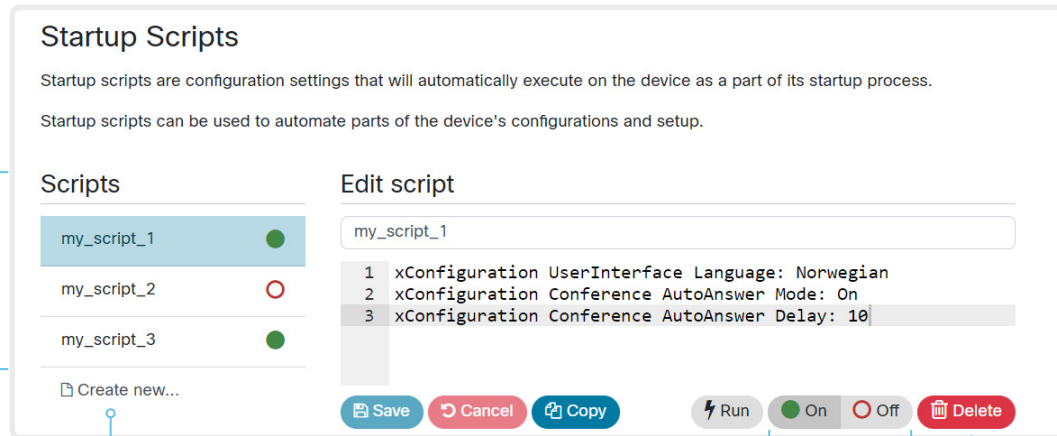 Startup Scripts
Startup scripts are configuration settings that will automatically execute on the device as a part of its startup process.
Startup scripts can be used to automate parts of the device's configurations and setup.
Scripts
my_script_1
my_script_2
my_script_3
Create new...
Edit script
my_script_1
1 xConfiguration UserInterface Language: Norwegian
2 xConfiguration Conference AutoAnswer Mode: On
3 xConfiguration Conference AutoAnswer Delay: 10
Save Cancel Copy Run On Off Delete